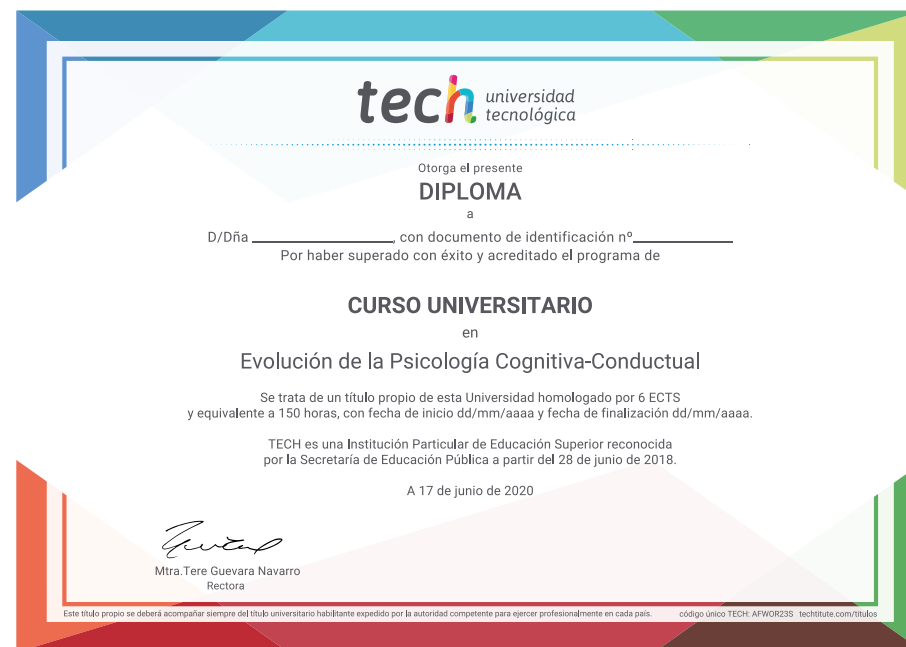 tech universidad
tecnológica
Otorga el presente
DIPLOMA
a
D/Dña ____________________, con documento de identificación nº______________
Por haber superado con éxito y acreditado el programa de
CURSO UNIVERSITARIO
en
Evolución de la Psicología Cognitiva-Conductual
Se trata de un título propio de esta Universidad homologado por 6 ECTS
y equivalente a 150 horas, con fecha de inicio dd/mm/aaaa y fecha de finalización dd/mm/aaaa.
TECH es una Institución Particular de Educación Superior reconocida
por la Secretaría de Educación Pública a partir del 28 de junio de 2018.
A 17 de junio de 2020
Mtra.Tere Guevara Navarro
Rectora
Este título propio se deberá acompañar siempre del título universitario habilitante expedido por la autoridad competente para ejercer profesionalmente en cada país. código único TECH: AFWOR23S techtitute.com/titulos